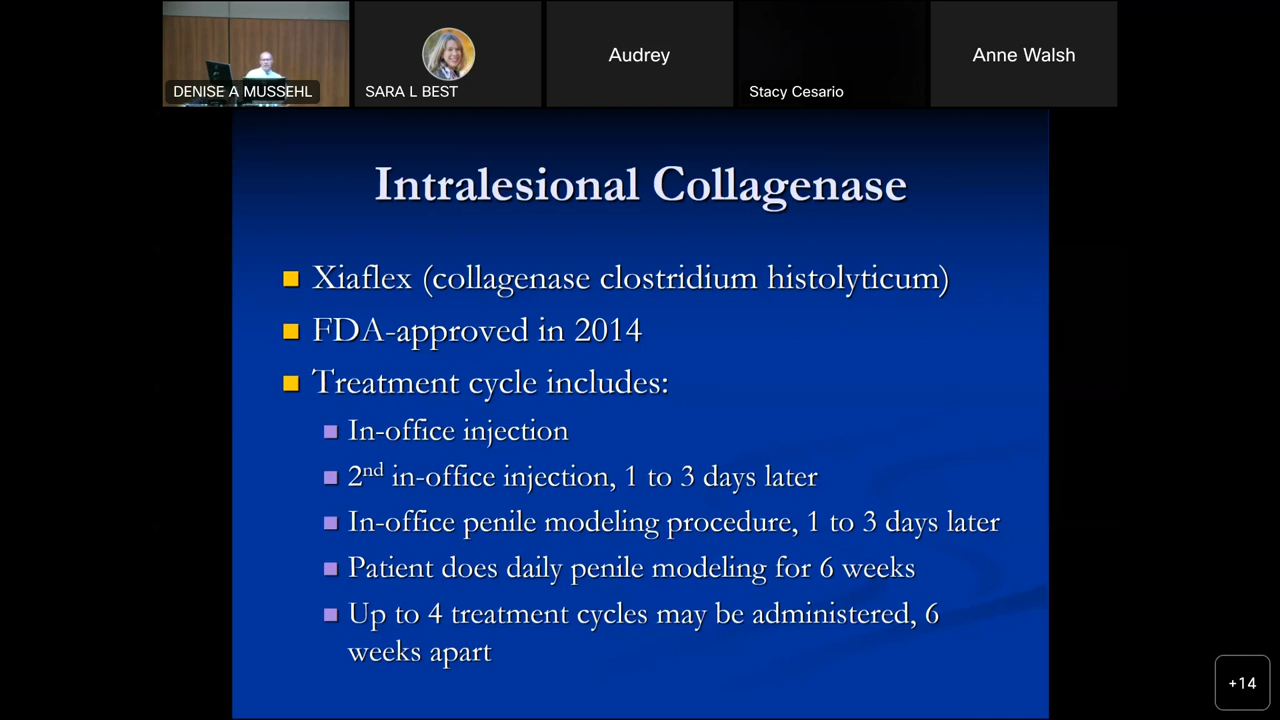 DENISE A MUSSEHL
SARA L BEST
Audrey
Stacy Cesario
Anne Walsh
Intralesional Collagenase
Xiaflex (collagenase clostridium histolyticum)
FDA-approved in 2014
Treatment cycle includes:
In-office injection
2nd in-office injection, 1 to 3 days later
In-office penile modeling procedure, 1 to 3 days later
Patient does daily penile modeling for 6 weeks
Up to 4 treatment cycles may be administered, 6
weeks apart
+14